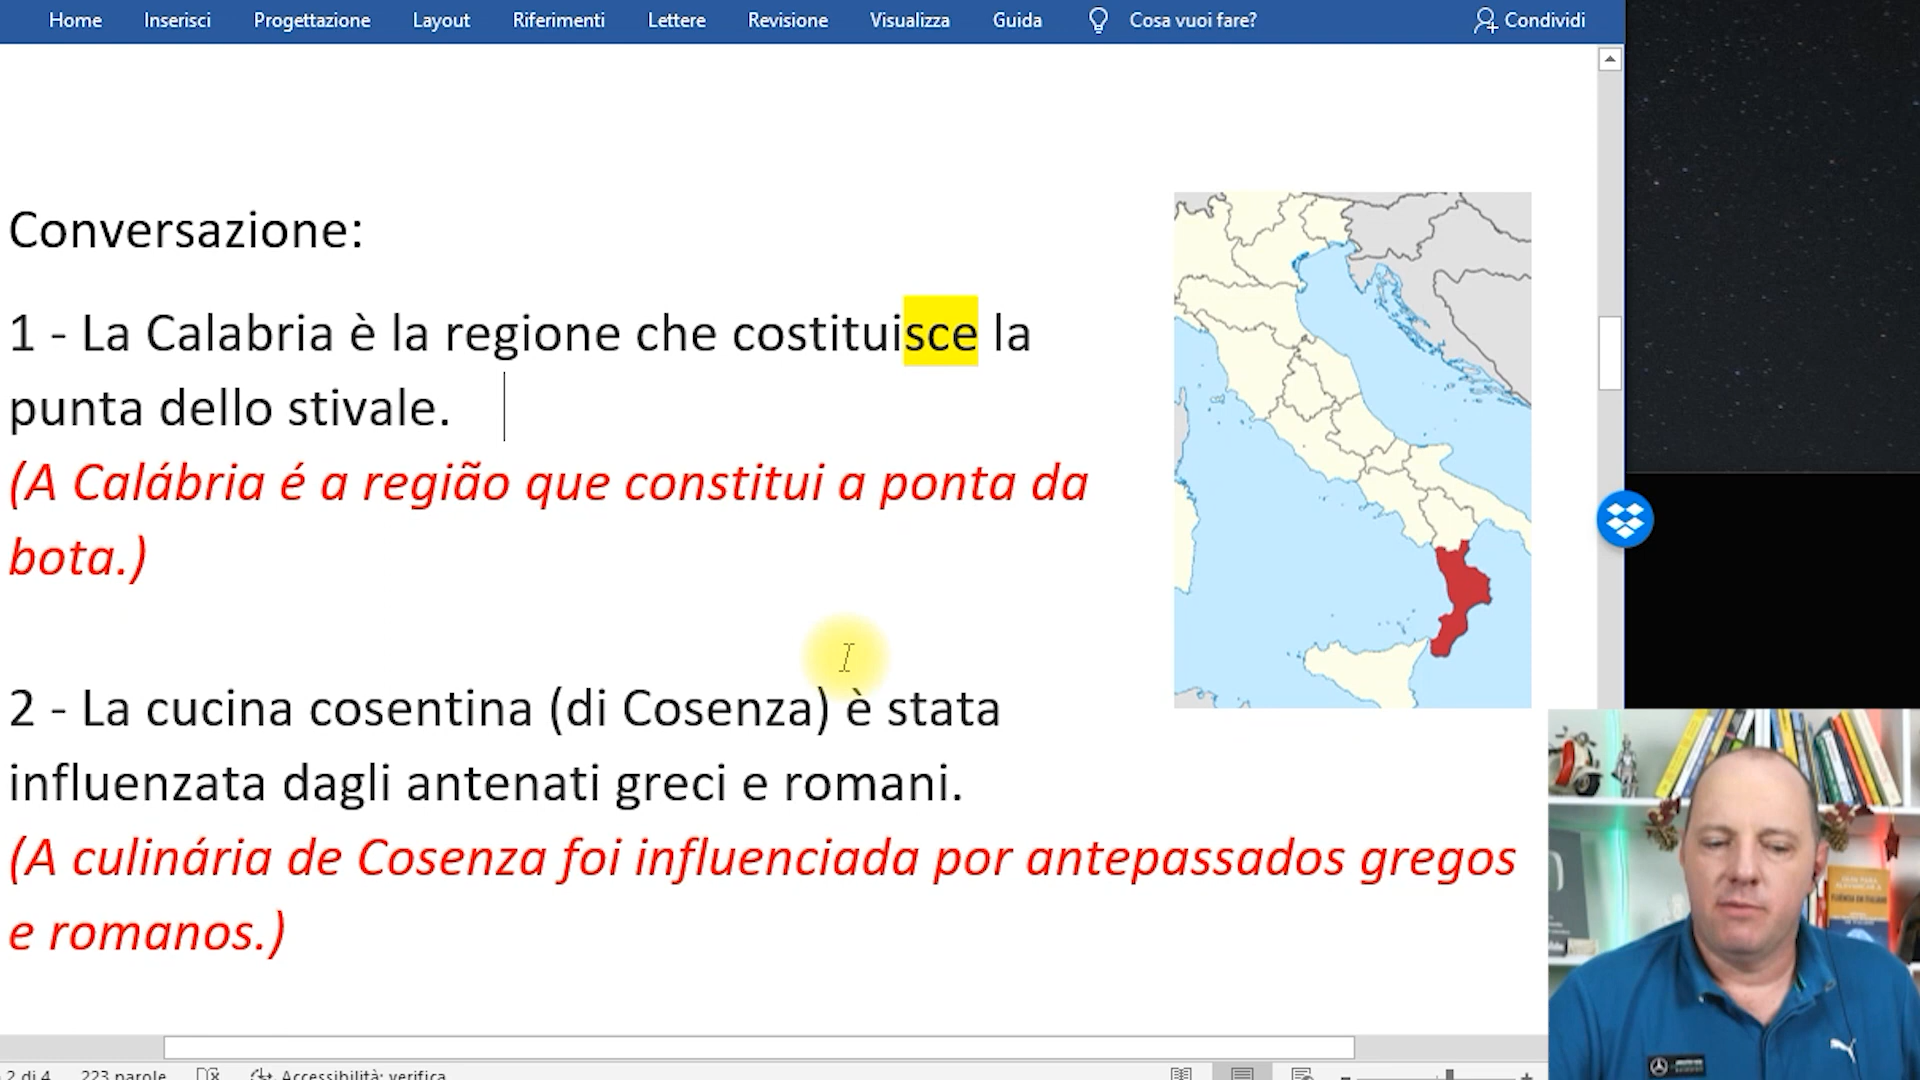 Home Inserisci Progettazione Layout Riferimenti Lettere Revisione Visualizza Guida Cosa vuoi fare? Condividi
Conversazione:
1 - La Calabria è la regione che costituisce la
punta dello stivale.
(A Calábria é a região que constitui a ponta da
bota.)
2 - La cucina cosentina (di Cosenza) è stata
influenzata dagli antenati greci e romani.
(A culinária de Cosenza foi influenciada por antepassados gregos
e romanos.)
2 di 4 223 parole Accessibilità: verifica